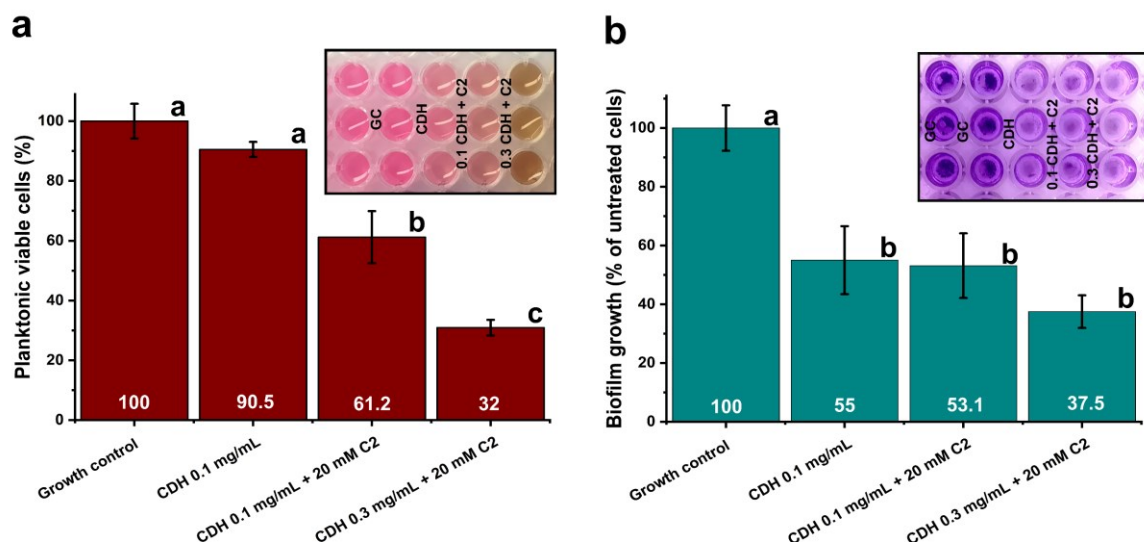 a
Planktonic viable cells (%)
100
80
60
40
20
0
a
a
b
c
100
90.5
61.2
32
Growth control
CDH 0.1 mg/mL
CDH 0.1 mg/mL + 20 mM C2
CDH 0.3 mg/mL + 20 mM C2
GC
CDH
0.1 CDH + C2
0.3 CDH + C2
b
Biofilm growth (% of untreated cells)
100
80
60
40
20
0
a
b
b
b
100
55
53.1
37.5
Growth control
CDH 0.1 mg/mL
CDH 0.1 mg/mL + 20 mM C2
CDH 0.3 mg/mL + 20 mM C2
GC
GC
CDH
0.1 CDH + C2
0.3 CDH + C2